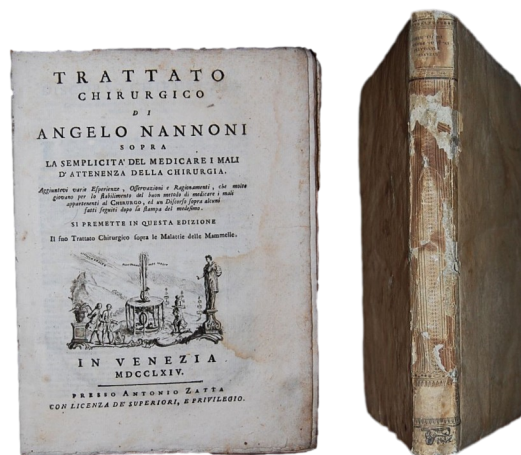 TRATTATO
CHIRURGICO
DI
ANGELO NANNONI
SOPRA
LA SEMPLICITA' DEL MEDICARE I MALI
D'ATTENENZA DELLA CHIRURGIA.
Aggiuntevi varie Esperienze, Osservazioni e Ragionamenti, che molto
giovano per lo stabilimento del buon metodo di medicare i mali
appartenenti al CHIRURGO, ed un Discorso sopra alcuni
fatti seguiti dopo la stampa del medesimo.
SI PREMETTE IN QUESTA EDIZIONE
Il suo Trattato Chirurgico sopra le Malattie delle Mammelle.
IN VENEZIA
MDCCLXIV.
PRESSO ANTONIO ZATTA
CON LICENZA DE' SUPERIORI, E PRIVILEGIO.